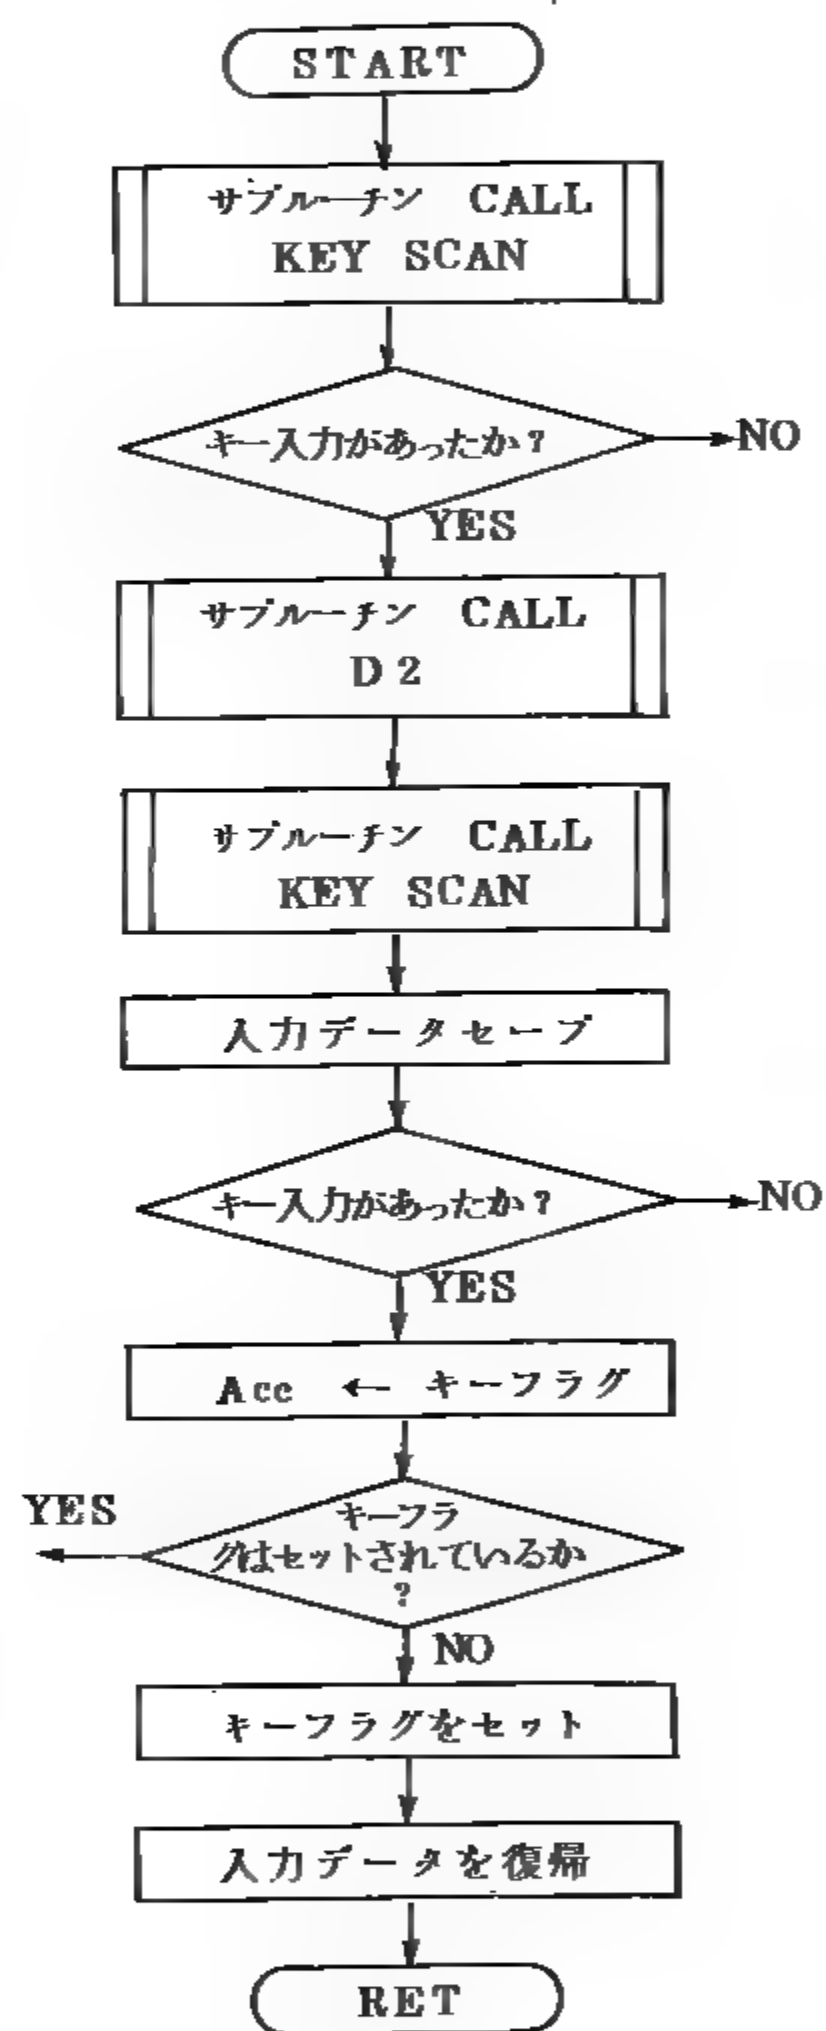 START
サブルーチン CALL
KEY SCAN
キー入力があったか?
NO
YES
サブルーチン CALL
D2
サブルーチン CALL
KEY SCAN
入力データセーブ
キー入力があったか?
NO
YES
Acc ← キーフラグ
キーフラ
グはセットされているか
?
YES
NO
キーフラグをセット
入力データを復帰
RET